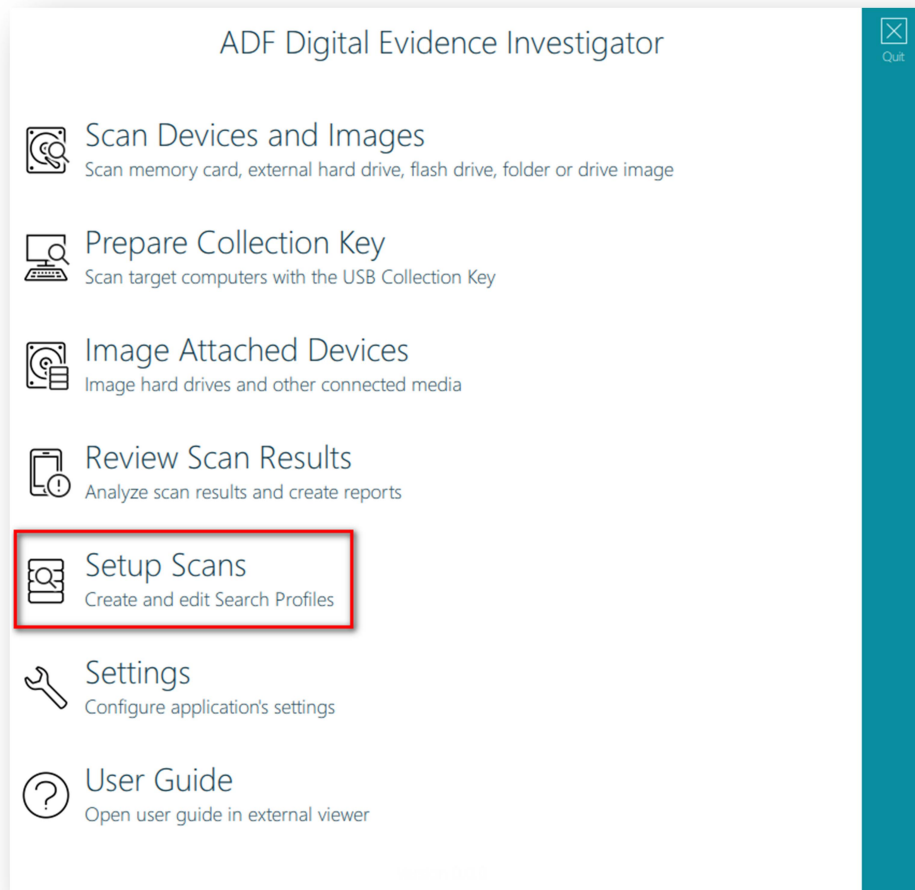 ADF Digital Evidence Investigator
Quit
Scan Devices and Images
Scan memory card, external hard drive, flash drive, folder or drive image
Prepare Collection Key
Scan target computers with the USB Collection Key
Image Attached Devices
Image hard drives and other connected media
Review Scan Results
Analyze scan results and create reports
Setup Scans
Create and edit Search Profiles
Settings
Configure application's settings
User Guide
Open user guide in external viewer